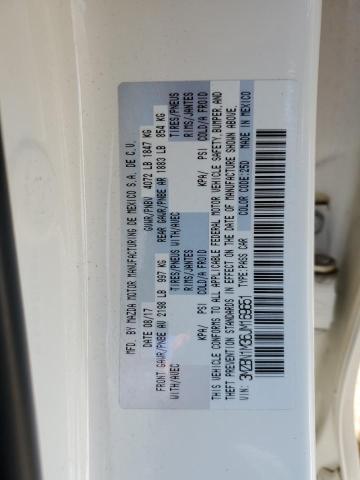 MFD. BY MAZDA MOTOR MANUFACTURING DE MEXICO S.A. DE C.V.
DATE 08/17 GVWR/PNBV 4072 LB 1847 KG
FRONT GAWR/PNBE AV 2198 LB 997 KG REAR GAWR/PNBE AR 1883 LB 854 KG
WITH/AVEC TIRES/PNEUS WITH/AVEC TIRES/PNEUS
RIMS/JANTES RIMS/JANTES
KPA/ PSI COLD/A FROID KPA/ PSI COLD/A FROID
THIS VEHICLE CONFORMS TO ALL APPLICABLE FEDERAL MOTOR VEHICLE SAFETY, BUMPER, AND
THEFT PREVENTION STANDARDS IN EFFECT ON THE DATE OF MANUFACTURE SHOWN ABOVE.
VIN: TYPE:PASS CAR COLOR CODE:25D MADE IN MEXICO